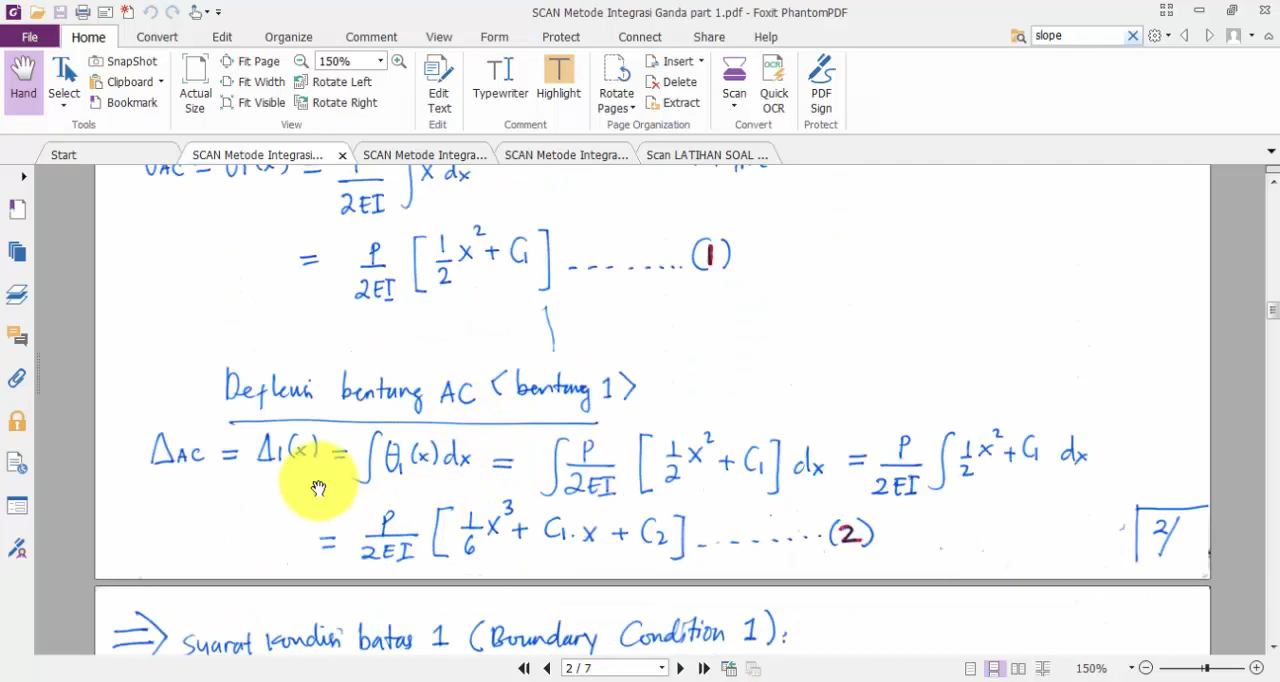 SCAN Metode Integrasi Ganda part 1.pdf - Foxit PhantomPDF
File Home Convert Edit Organize Comment View Form Protect Connect Share Help slope
SnapShot
Clipboard
Bookmark
Hand Select
Actual Size
Fit Page
Fit Width
Fit Visible
150%
Rotate Left
Rotate Right
Edit Text
Typewriter Highlight
Rotate Pages
Insert
Delete
Extract
Scan Quick OCR
PDF Sign
Tools View Edit Comment Page Organization Convert Protect
Start SCAN Metode Integrasi... SCAN Metode Integra... SCAN Metode Integra... Scan LATIHAN SOAL ...
2EI ∫ x dx
= P/2EI [1/2 x² + C1] ......... (1)
Defleksi bentang AC (bentang 1)
ΔAC = Δ1(x) = ∫θ1(x)dx = ∫ P/2EI [1/2 x² + C1] dx = P/2EI ∫ 1/2 x² + C1 dx
= P/2EI [1/6 x³ + C1.x + C2] ......... (2)
2/
⇒ Syarat kondisi batas 1 (Boundary Condition 1):
2 / 7 150%